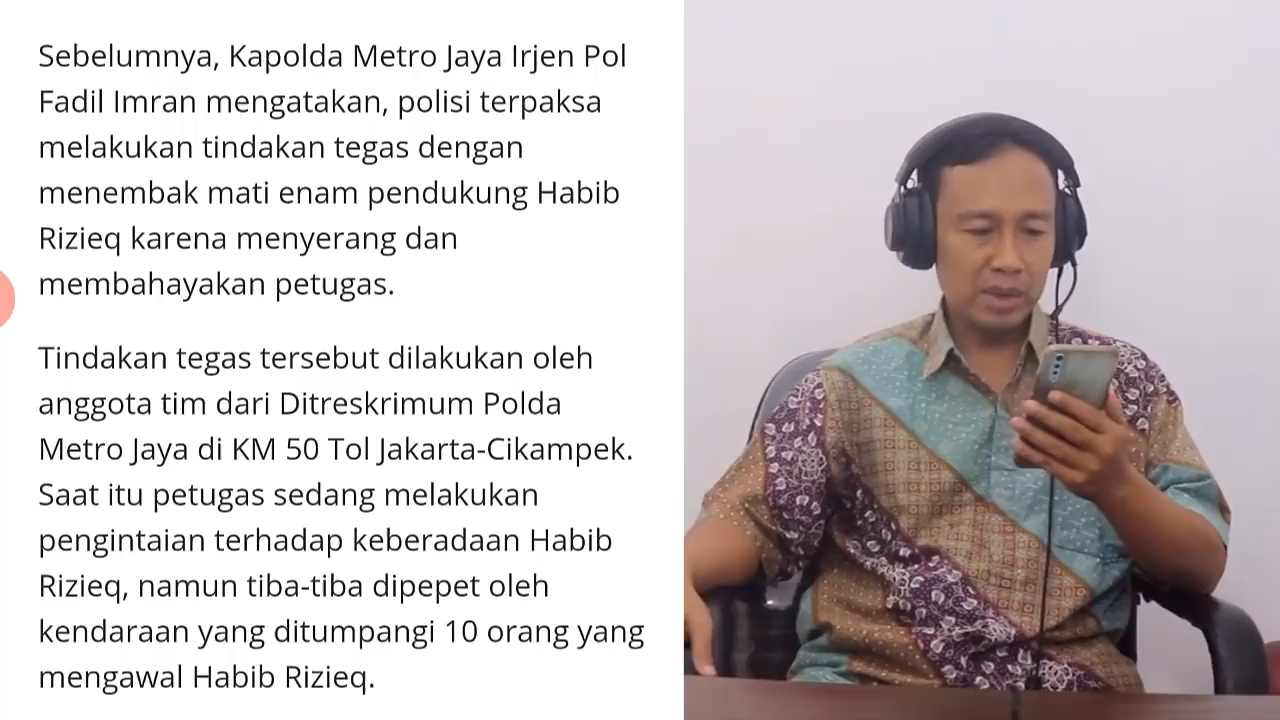 Sebelumnya, Kapolda Metro Jaya Irjen Pol
Fadil Imran mengatakan, polisi terpaksa
melakukan tindakan tegas dengan
menembak mati enam pendukung Habib
Rizieq karena menyerang dan
membahayakan petugas.
Tindakan tegas tersebut dilakukan oleh
anggota tim dari Ditreskrimum Polda
Metro Jaya di KM 50 Tol Jakarta-Cikampek.
Saat itu petugas sedang melakukan
pengintaian terhadap keberadaan Habib
Rizieq, namun tiba-tiba dipepet oleh
kendaraan yang ditumpangi 10 orang yang
mengawal Habib Rizieq.